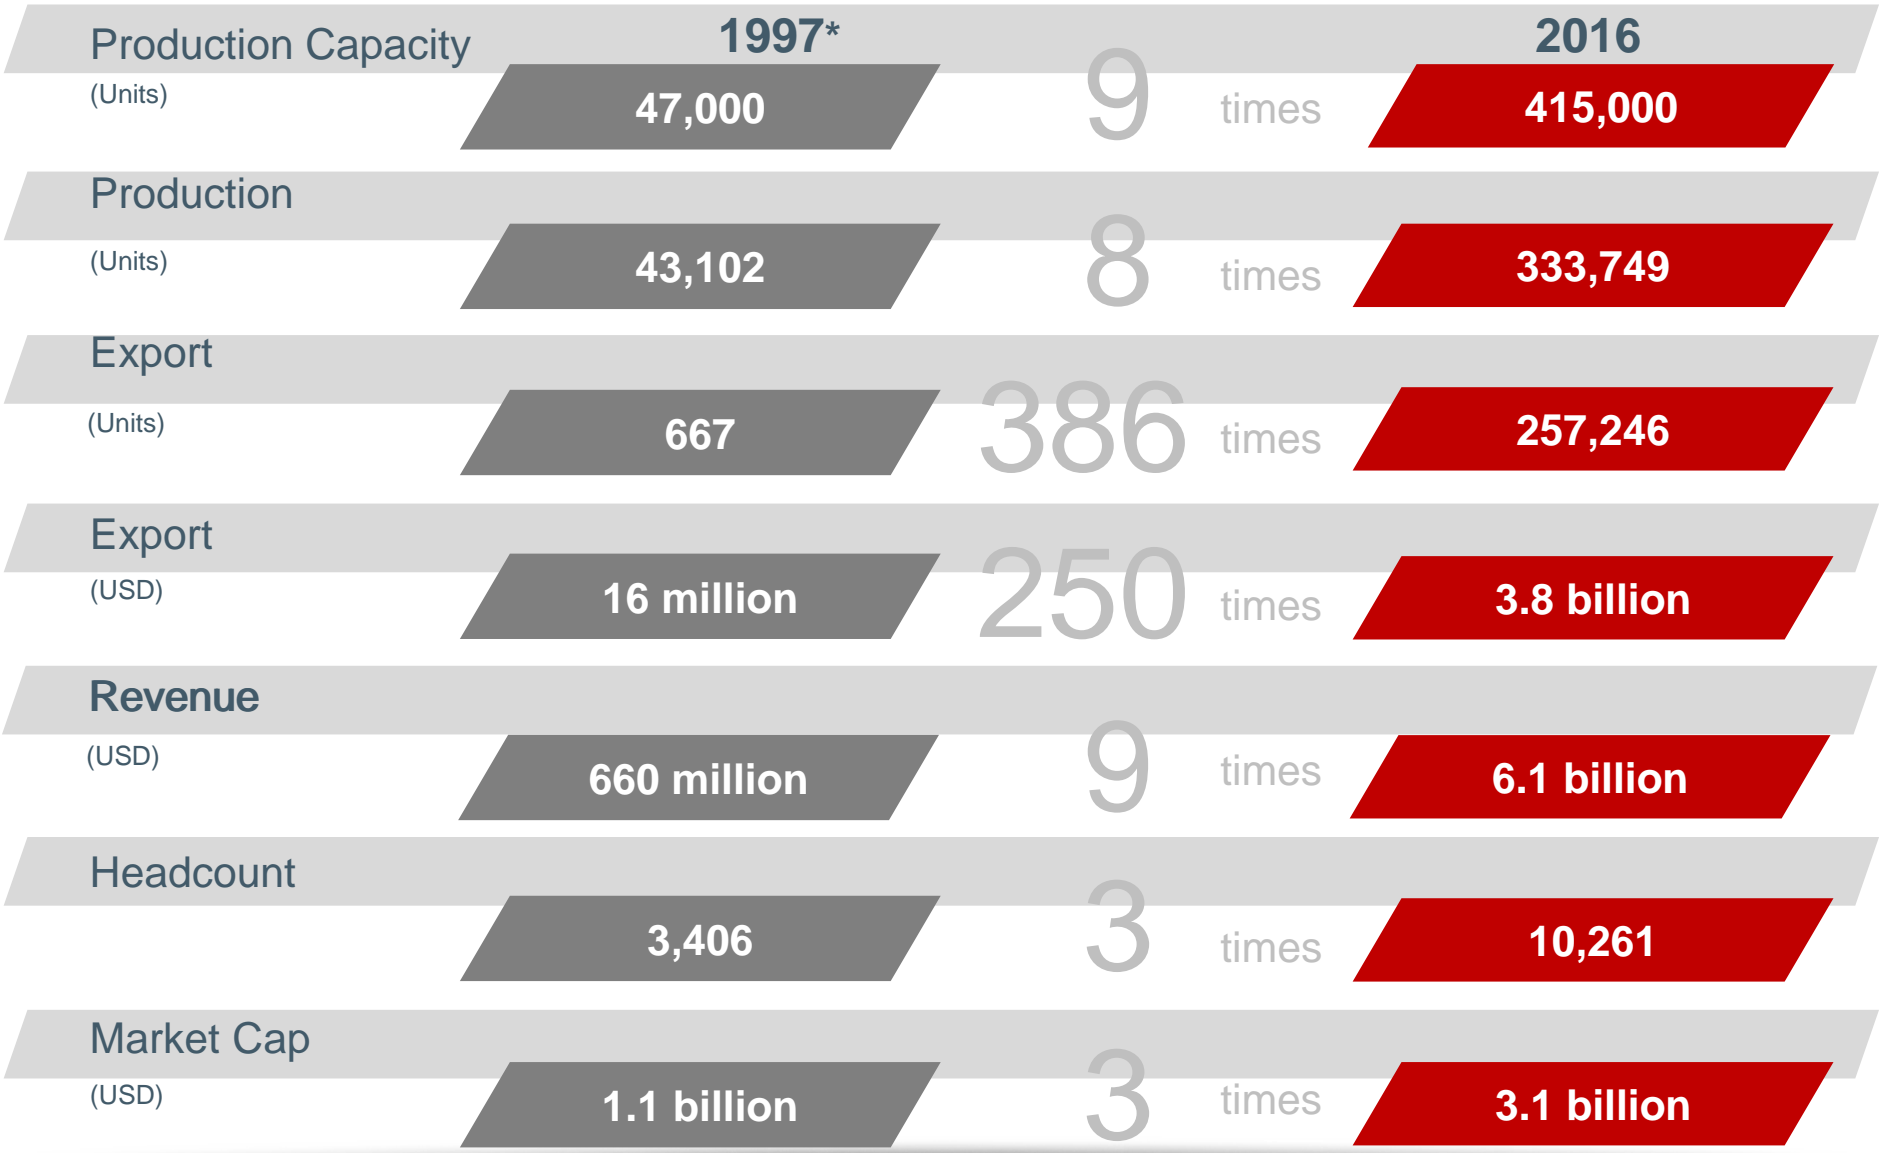 Production Capacity 1997* 2016
(Units) 47,000 9 times 415,000
Production
(Units) 43,102 8 times 333,749
Export
(Units) 667 386 times 257,246
Export
(USD) 16 million 250 times 3.8 billion
Revenue
(USD) 660 million 9 times 6.1 billion
Headcount
3,406 3 times 10,261
Market Cap
(USD) 1.1 billion 3 times 3.1 billion